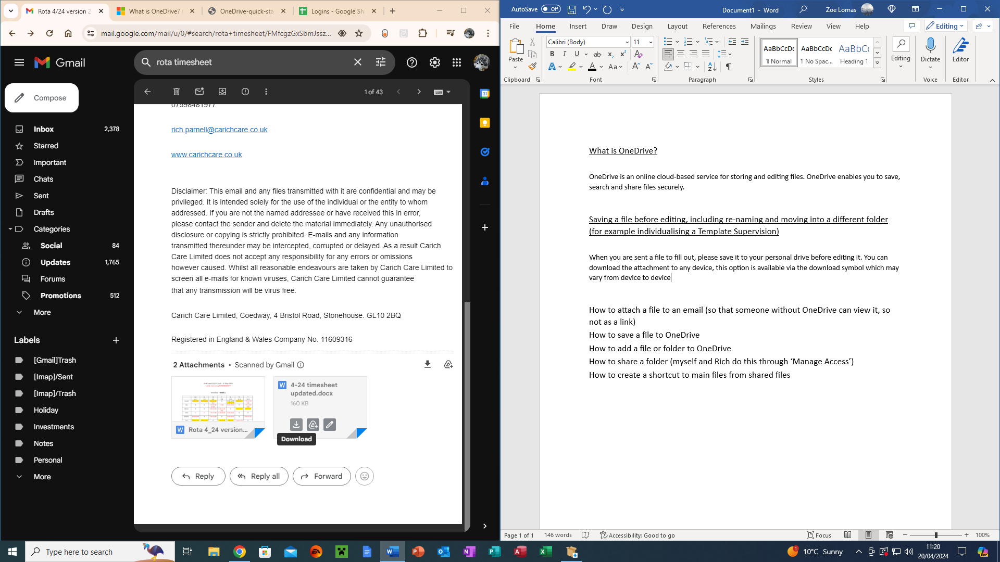 Rota 4/24 version 2
What is OneDrive? (
OneDrive-quick-sta
Logins - Google Sh
mail.google.com/mail/u/0/#search/rota+timesheet/FMfcgzGxSbmJssz...
Gmail
rota timesheet
1 of 43
Compose
Inbox 2,378
Starred
Important
Chats
Sent
Drafts
Categories
Social 84
Updates 1,765
Forums
Promotions 512
More
Labels
[Gmail]Trash
[Imap]/Sent
[Imap]/Trash
Holiday
Investments
Notes
Personal
More
07598481977
rich.parnell@carichcare.co.uk
www.carichcare.co.uk
Disclaimer: This email and any files transmitted with it are confidential and may be
privileged. It is intended solely for the use of the individual or the entity to whom
addressed. If you are not the named addressee or have received this in error,
please contact the sender and delete the material immediately. Any unauthorised
disclosure or copying is strictly prohibited. E-mails and any information
transmitted thereunder may be intercepted, corrupted or delayed. As a result Carich
Care Limited does not accept any responsibility for any errors or omissions
however caused. Whilst all reasonable endeavours are taken by Carich Care Limited to
screen all e-mails for known viruses, Carich Care Limited cannot guarantee
that any transmission will be virus free.
Carich Care Limited, Coedway, 4 Bristol Road, Stonehouse. GL10 2BQ
Registered in England & Wales Company No. 11609316
2 Attachments • Scanned by Gmail
Rota 4_24 version...
4-24 timesheet
updated.docx
160 KB
Download
Reply
Reply all
Forward
AutoSave Off
Document1 - Word
Zoe Lomas
File Home Insert Draw Design Layout References Mailings Review View Help
Editing
Paste
Calibri (Body) 11
B I U ab x₂ x²
A A Aa A A
AaBbCcDc AaBbCcDc AaBbCc
¶ Normal ¶ No Spac... Heading 1
Editing
Dictate
Editor
Clipboard Font Paragraph Styles Voice Editor
What is OneDrive?
OneDrive is an online cloud-based service for storing and editing files. OneDrive enables you to save,
search and share files securely.
Saving a file before editing, including re-naming and moving into a different folder
(for example individualising a Template Supervision)
When you are sent a file to fill out, please save it to your personal drive before editing it. You can
download the attachment to any device, this option is available via the download symbol which may
vary from device to device
How to attach a file to an email (so that someone without OneDrive can view it, so
not as a link)
How to save a file to OneDrive
How to add a file or folder to OneDrive
How to share a folder (myself and Rich do this through ‘Manage Access’)
How to create a shortcut to main files from shared files
Page 1 of 1 146 words Accessibility: Good to go Focus 100%
Type here to search
10°C Sunny
11:20
20/04/2024